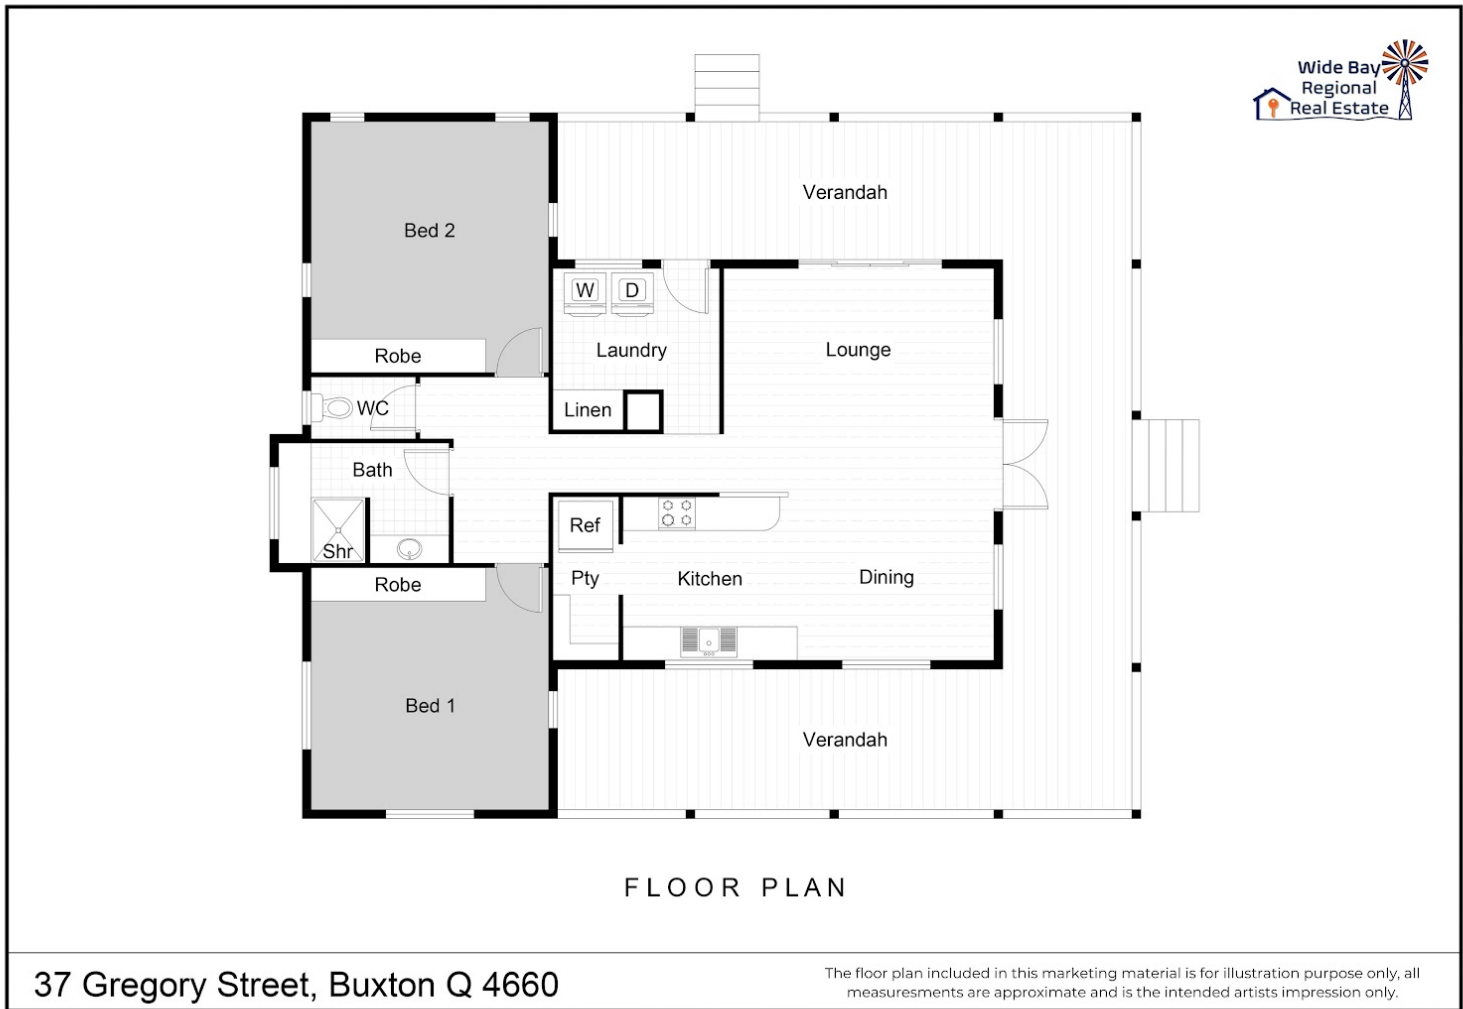 Wide Bay
Regional
Real Estate
Verandah
Bed 2
W D
Robe
Laundry
Lounge
WC
Linen
Bath
Ref
Shr
Pty
Kitchen
Dining
Robe
Bed 1
Verandah
FLOOR PLAN
37 Gregory Street, Buxton Q 4660
The floor plan included in this marketing material is for illustration purpose only, all
measuresments are approximate and is the intended artists impression only.